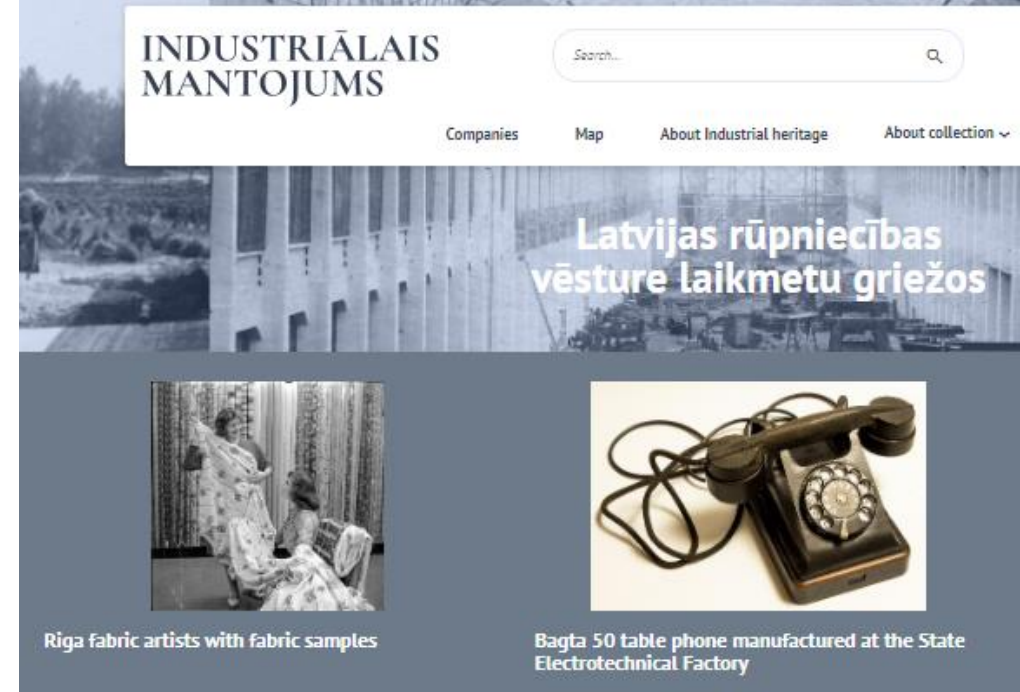 INDUSTRIĀLAIS
MANTOJUMS
Search...
Companies
Map
About Industrial heritage
About collection
Latvijas rūpniecības
vēsture laikmetu griežos
Riga fabric artists with fabric samples
Bagta 50 table phone manufactured at the State
Electrotechnical Factory